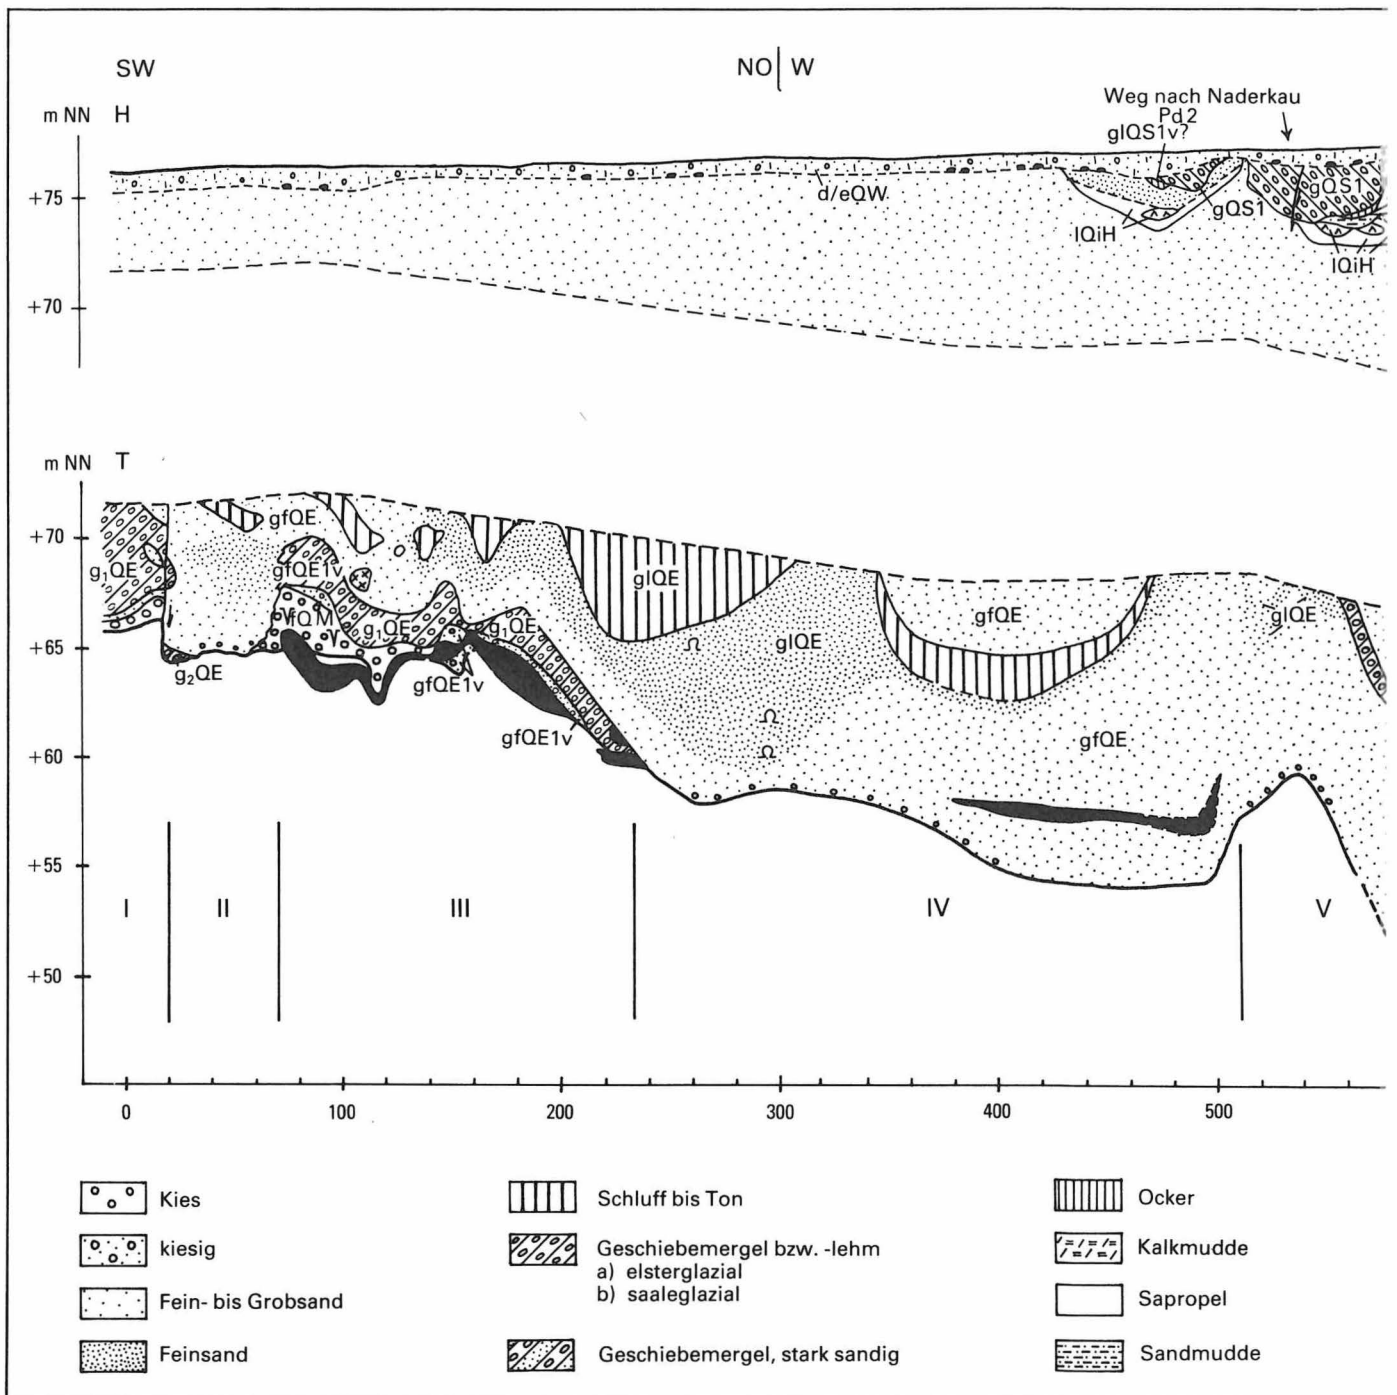 SW
NO W
m NN H
Weg nach Naderkau
Pd2
glQS1v?
+75
d/eQW
gQS1
gQS1
lQiH
lQiH
+70
m NN T
+70
gfQE
g₁QE
gfQE1v
glQE
gfQE
glQE
glQE
fQM
g₁QE
g₁QE
+65
g₂QE
gfQE1v
gfQE1v
gfQE
+60
+55
I II III IV V
+50
0 100 200 300 400 500
Kies
kiesig
Fein- bis Grobsand
Feinsand
Schluff bis Ton
Geschiebemergel bzw. -lehm
a) elsterglazial
b) saaleglazial
Geschiebemergel, stark sandig
Ocker
Kalkmudde
Sapropel
Sandmudde